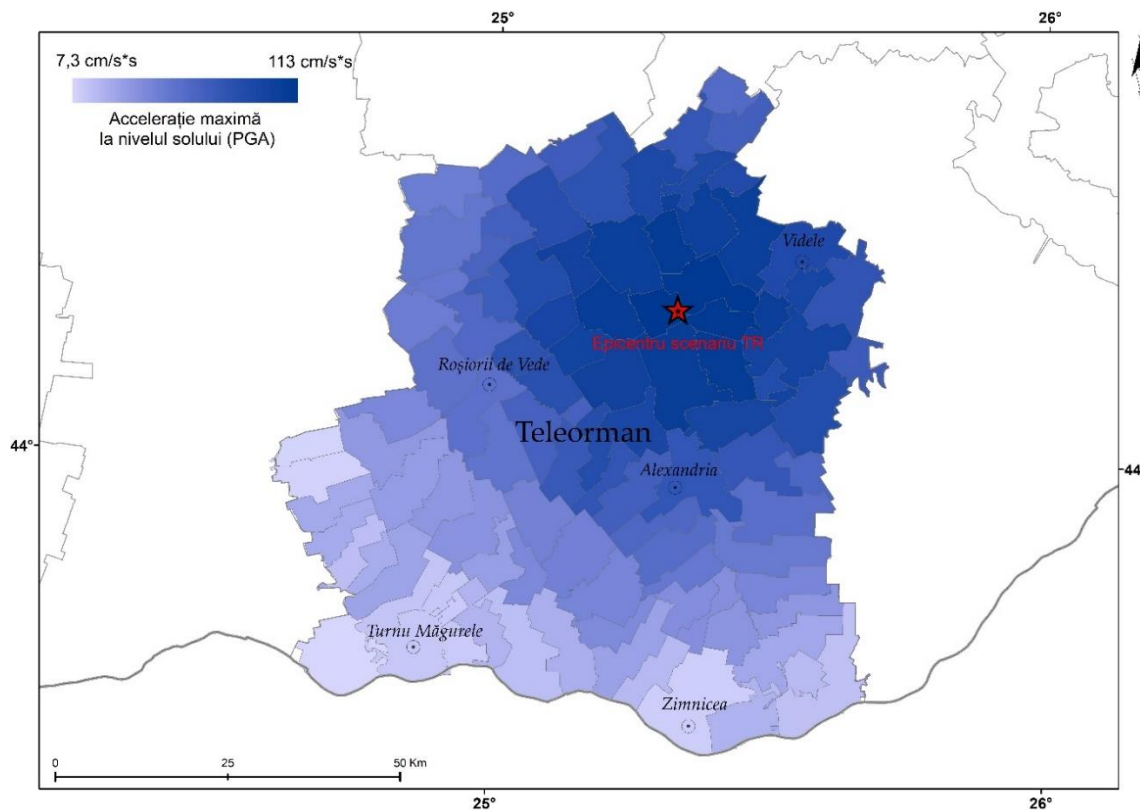 25°
26°
7,3 cm/s*s
113 cm/s*s
Accelerație maximă
la nivelul solului (PGA)
Videle
Epicentru scenariu TR
Roșiorii de Vede
Teleorman
44°
Alexandria
Turnu Măgurele
Zimnicea
0
25
50 Km
25°
26°